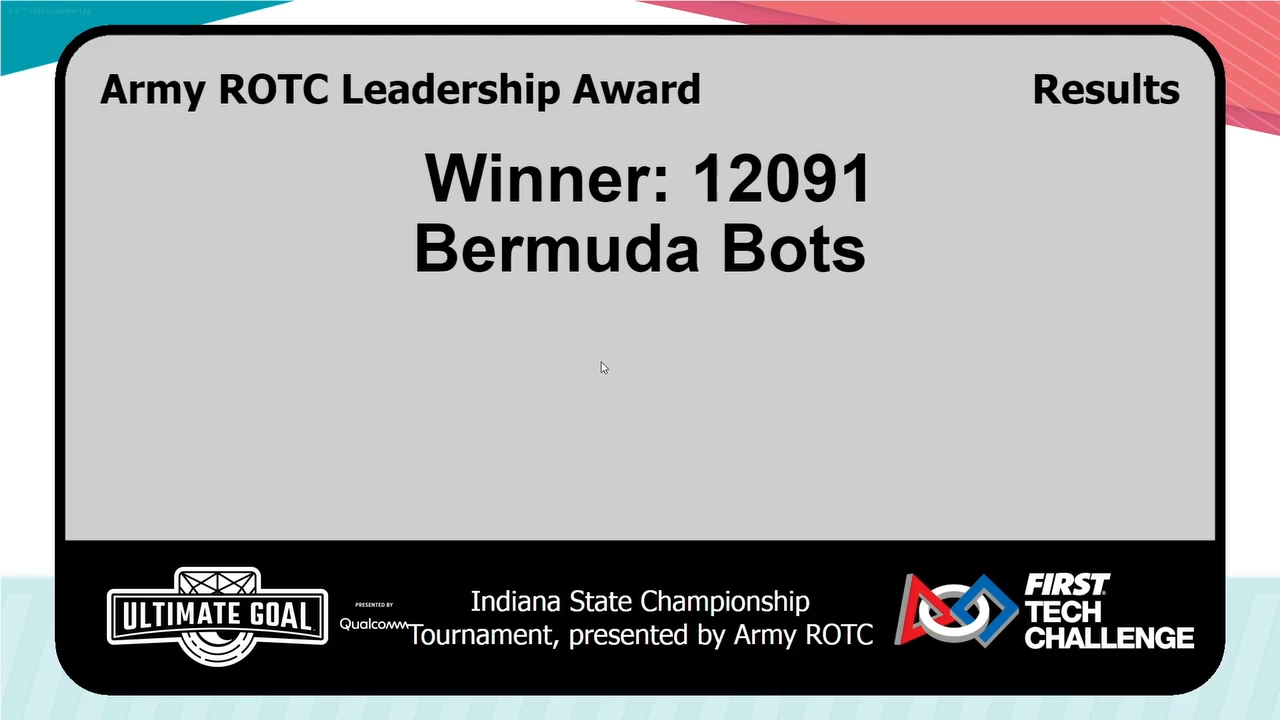 Army ROTC Leadership Award
Results
Winner: 12091
Bermuda Bots
ULTIMATE GOAL
PRESENTED BY
Qualcomm
Indiana State Championship
Tournament, presented by Army ROTC
FIRST®
TECH
CHALLENGE